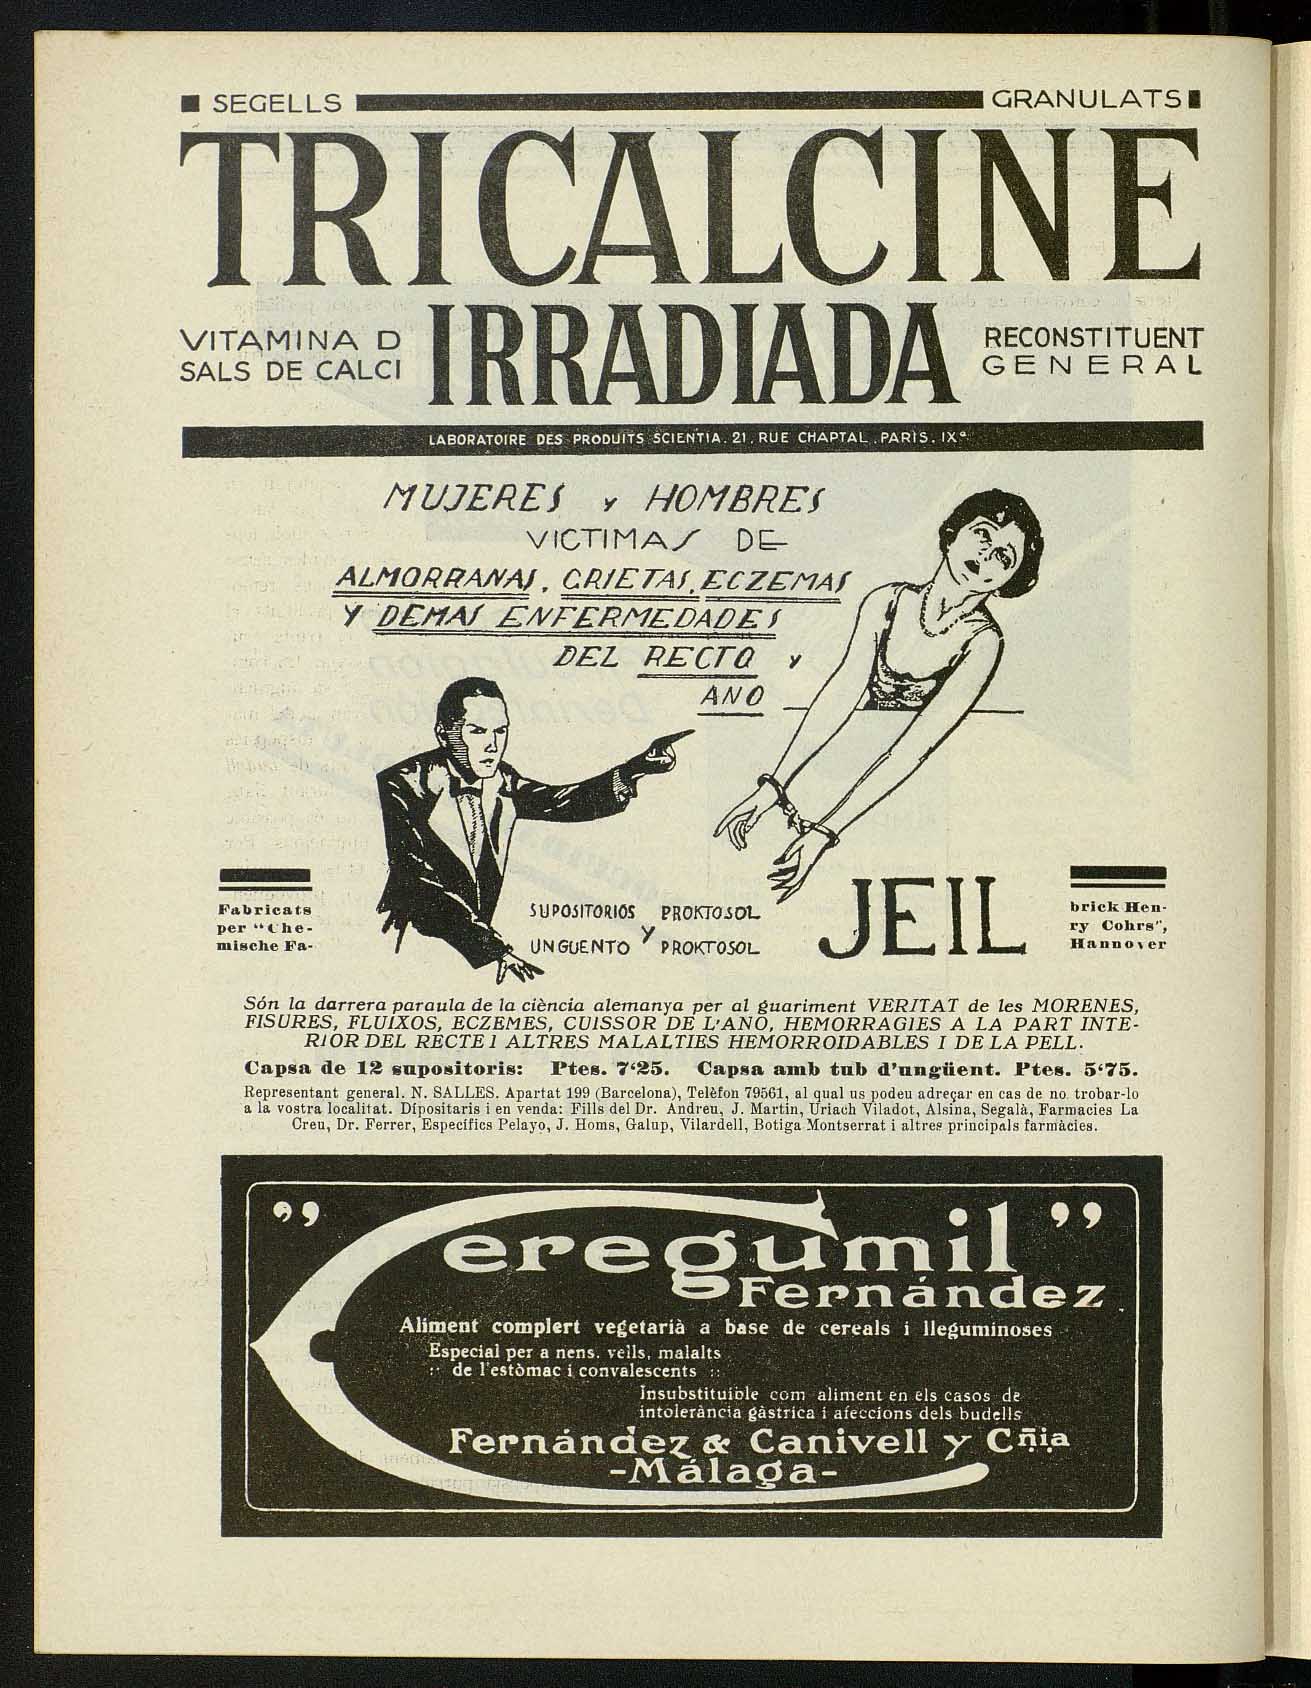 SEGELLS GRANULATS
TRICALCINE
VITAMINA D
SALS DE CALCI
IRRADIADA
RECONSTITUENT
GENERAL
LABORATOIRE DES PRODUITS SCIENTIA. 21, RUE CHAPTAL. PARIS. IXe
MUJERES y HOMBRES
VICTIMAS DE
ALMORRANAS, GRIETAS, ECZEMAS
Y DEMAS ENFERMEDADES
DEL RECTO y
ANO
Fabricats
per "Che-
mische Fa-
SUPOSITORIOS PROKTOSOL
Y
UNGUENTO PROKTOSOL
JEIL
brick Hen-
ry Cohrs",
Hannover
Són la darrera paraula de la ciència alemanya per al guariment VERITAT de les MORENES,
FISURES, FLUIXOS, ECZEMES, CUISSOR DE L'ANO, HEMORRAGIES A LA PART INTE-
RIOR DEL RECTE I ALTRES MALALTIES HEMORROIDABLES I DE LA PELL.
Capsa de 12 supositoris: Ptes. 7'25. Capsa amb tub d'ungüent. Ptes. 5'75.
Representant general. N. SALLES. Apartat 199 (Barcelona), Telèfon 79561, al qual us podeu adreçar en cas de no trobar-lo
a la vostra localitat. Dipositaris i en venda: Fills del Dr. Andreu, J. Martin, Uriach Viladot, Alsina, Segalà, Farmacies La
Creu, Dr. Ferrer, Específics Pelayo, J. Homs, Galup, Vilardell, Botiga Montserrat i altres principals farmàcies.
"Ceregumil"
Fernández
Aliment complert vegetarià a base de cereals i lleguminoses
Especial per a nens, vells, malalts
:: de l'estòmac i convalescents ::
Insubstituible com aliment en els casos de
intolerància gàstrica i afeccions dels budells
Fernández & Canivell y Cñia
-Málaga-